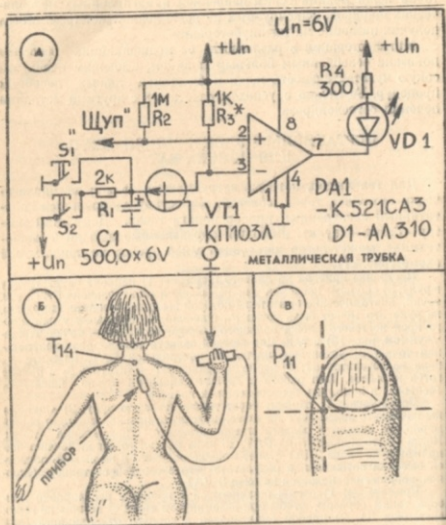 Uп=6V
А
+Uп
+Uп
R4
300
1М
R2
1К
R3*
"Щуп"
8
2
+
7
VD1
3
-
S1
2к
R1
S2
+Uп
C1
500,0×6V
VT1
КП103Л
1
4
DA1
-К521СА3
D1-АЛ310
МЕТАЛЛИЧЕСКАЯ ТРУБКА
Б
T14
ПРИБОР
В
P11